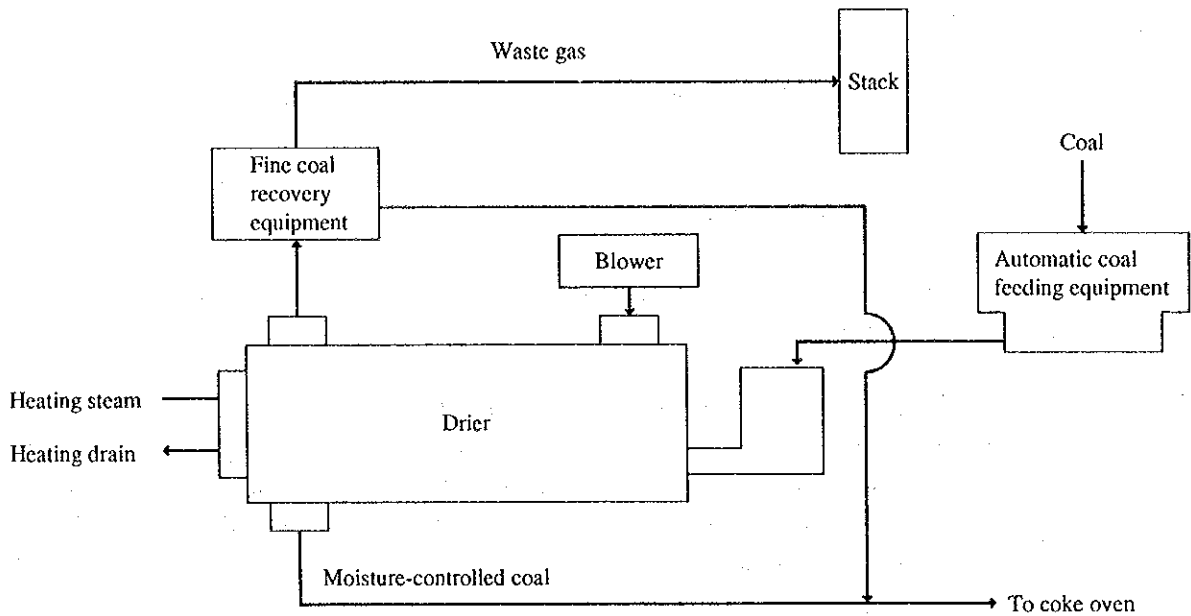 Waste gas
Stack
Coal
Fine coal
recovery
equipment
Blower
Automatic coal
feeding equipment
Heating steam
Drier
Heating drain
Moisture-controlled coal
To coke oven